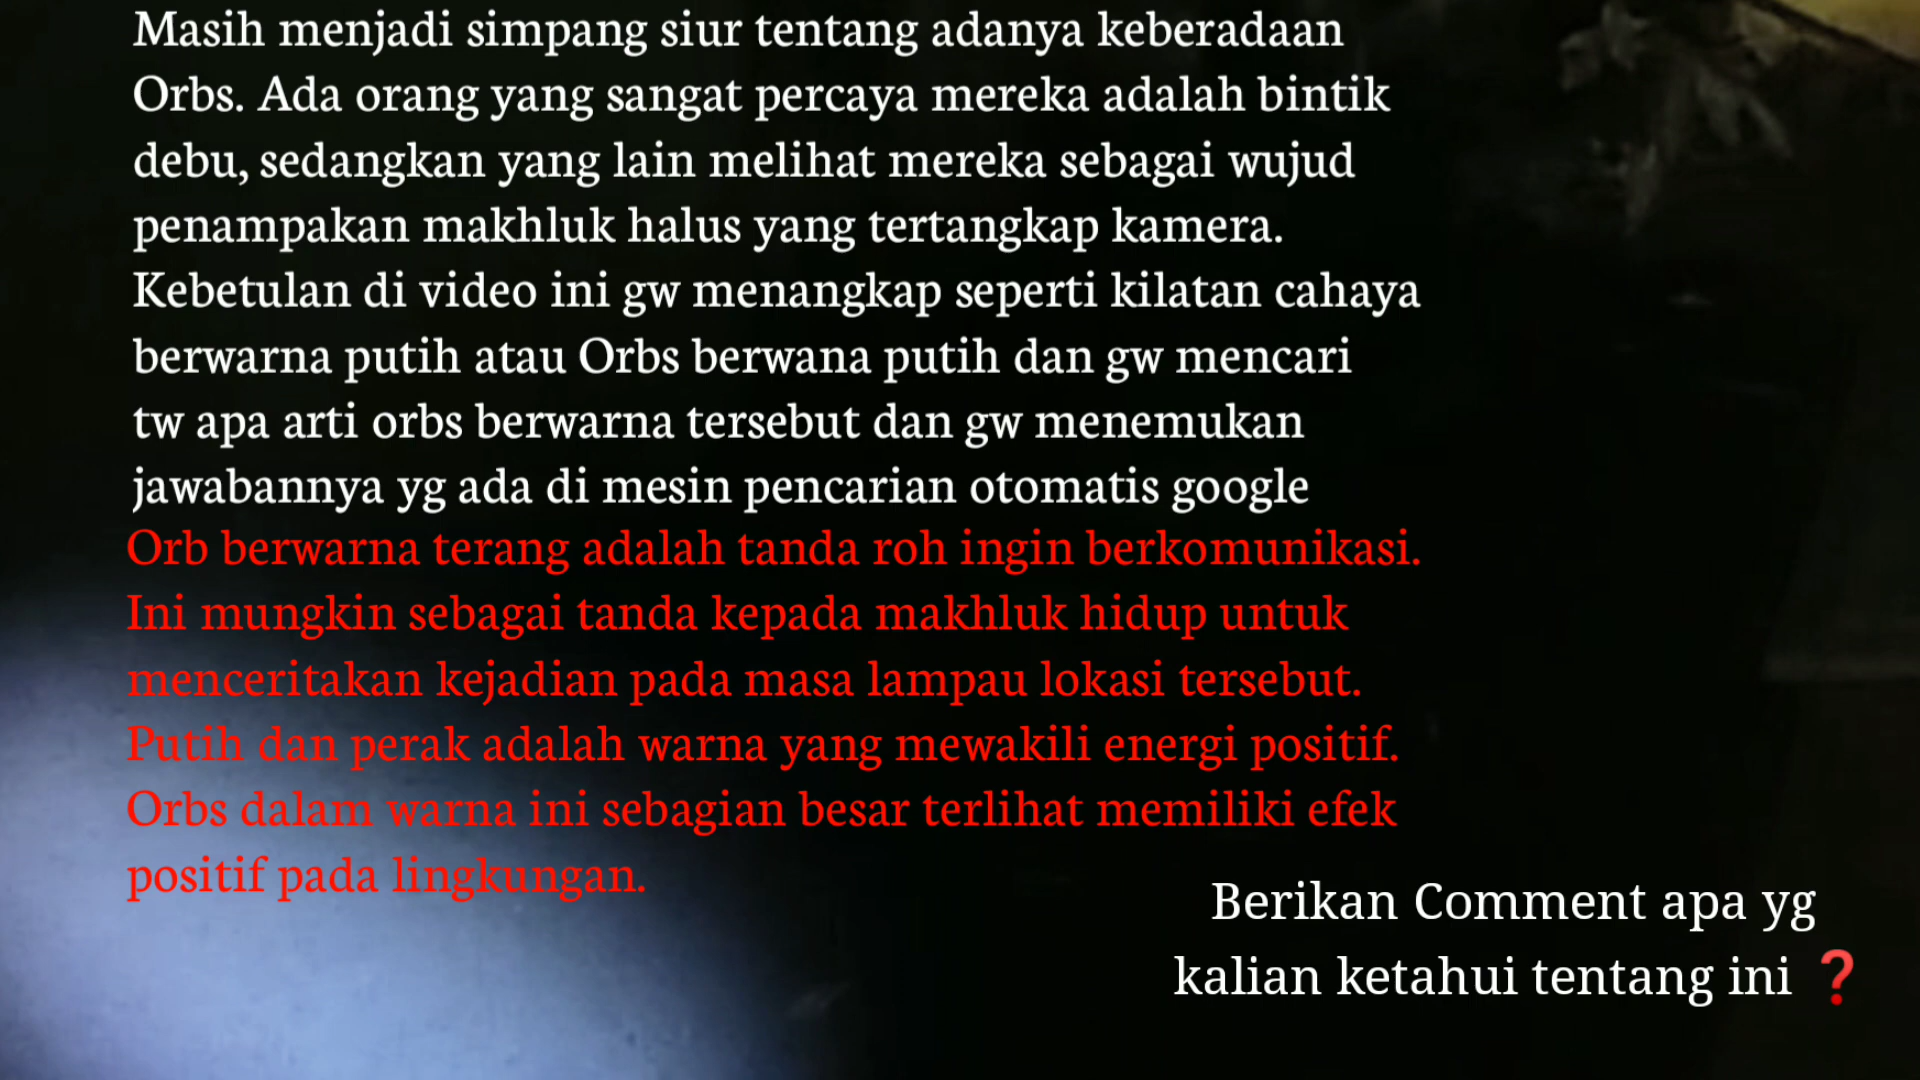 Masih menjadi simpang siur tentang adanya keberadaan
Orbs. Ada orang yang sangat percaya mereka adalah bintik
debu, sedangkan yang lain melihat mereka sebagai wujud
penampakan makhluk halus yang tertangkap kamera.
Kebetulan di video ini gw menangkap seperti kilatan cahaya
berwarna putih atau Orbs berwana putih dan gw mencari
tw apa arti orbs berwarna tersebut dan gw menemukan
jawabannya yg ada di mesin pencarian otomatis google
Orb berwarna terang adalah tanda roh ingin berkomunikasi.
Ini mungkin sebagai tanda kepada makhluk hidup untuk
menceritakan kejadian pada masa lampau lokasi tersebut.
Putih dan perak adalah warna yang mewakili energi positif.
Orbs dalam warna ini sebagian besar terlihat memiliki efek
positif pada lingkungan.
Berikan Comment apa yg
kalian ketahui tentang ini ❓